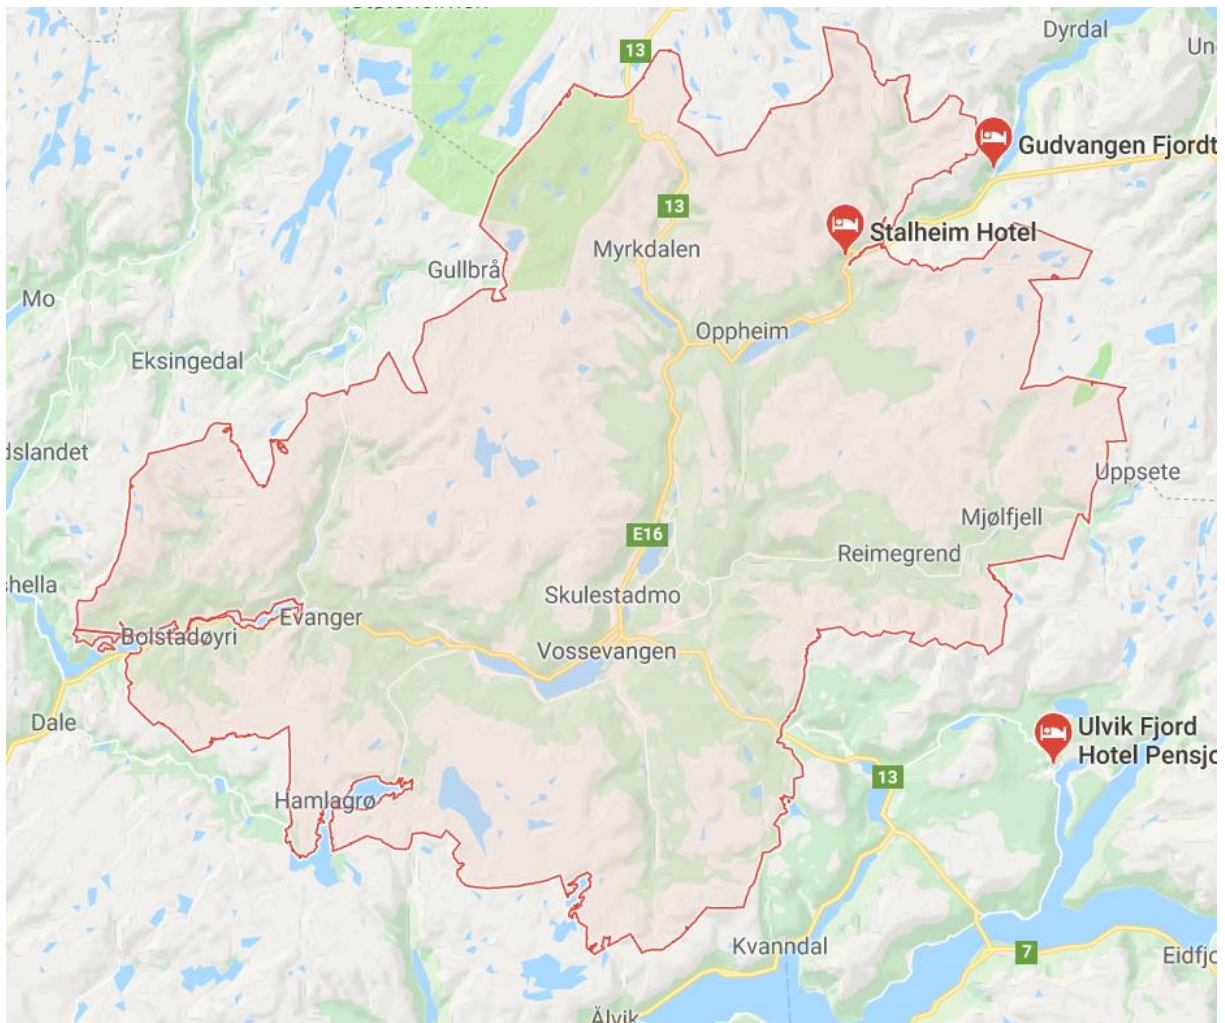 Dyrdal
13
Gudvangen Fjordt
13
Stalheim Hotel
Myrkdalen
Gullbrå
Mo
Oppheim
Eksingedal
dslandet
Uppsete
Mjølfjell
E16
Reimegrend
shella
Skulestadmo
Evanger
Bolstadøyri
Vossevangen
Dale
Ulvik Fjord
Hotel Pensjo
13
Hamlagrø
Kvanndal
7
Eidfjo
Ålvik